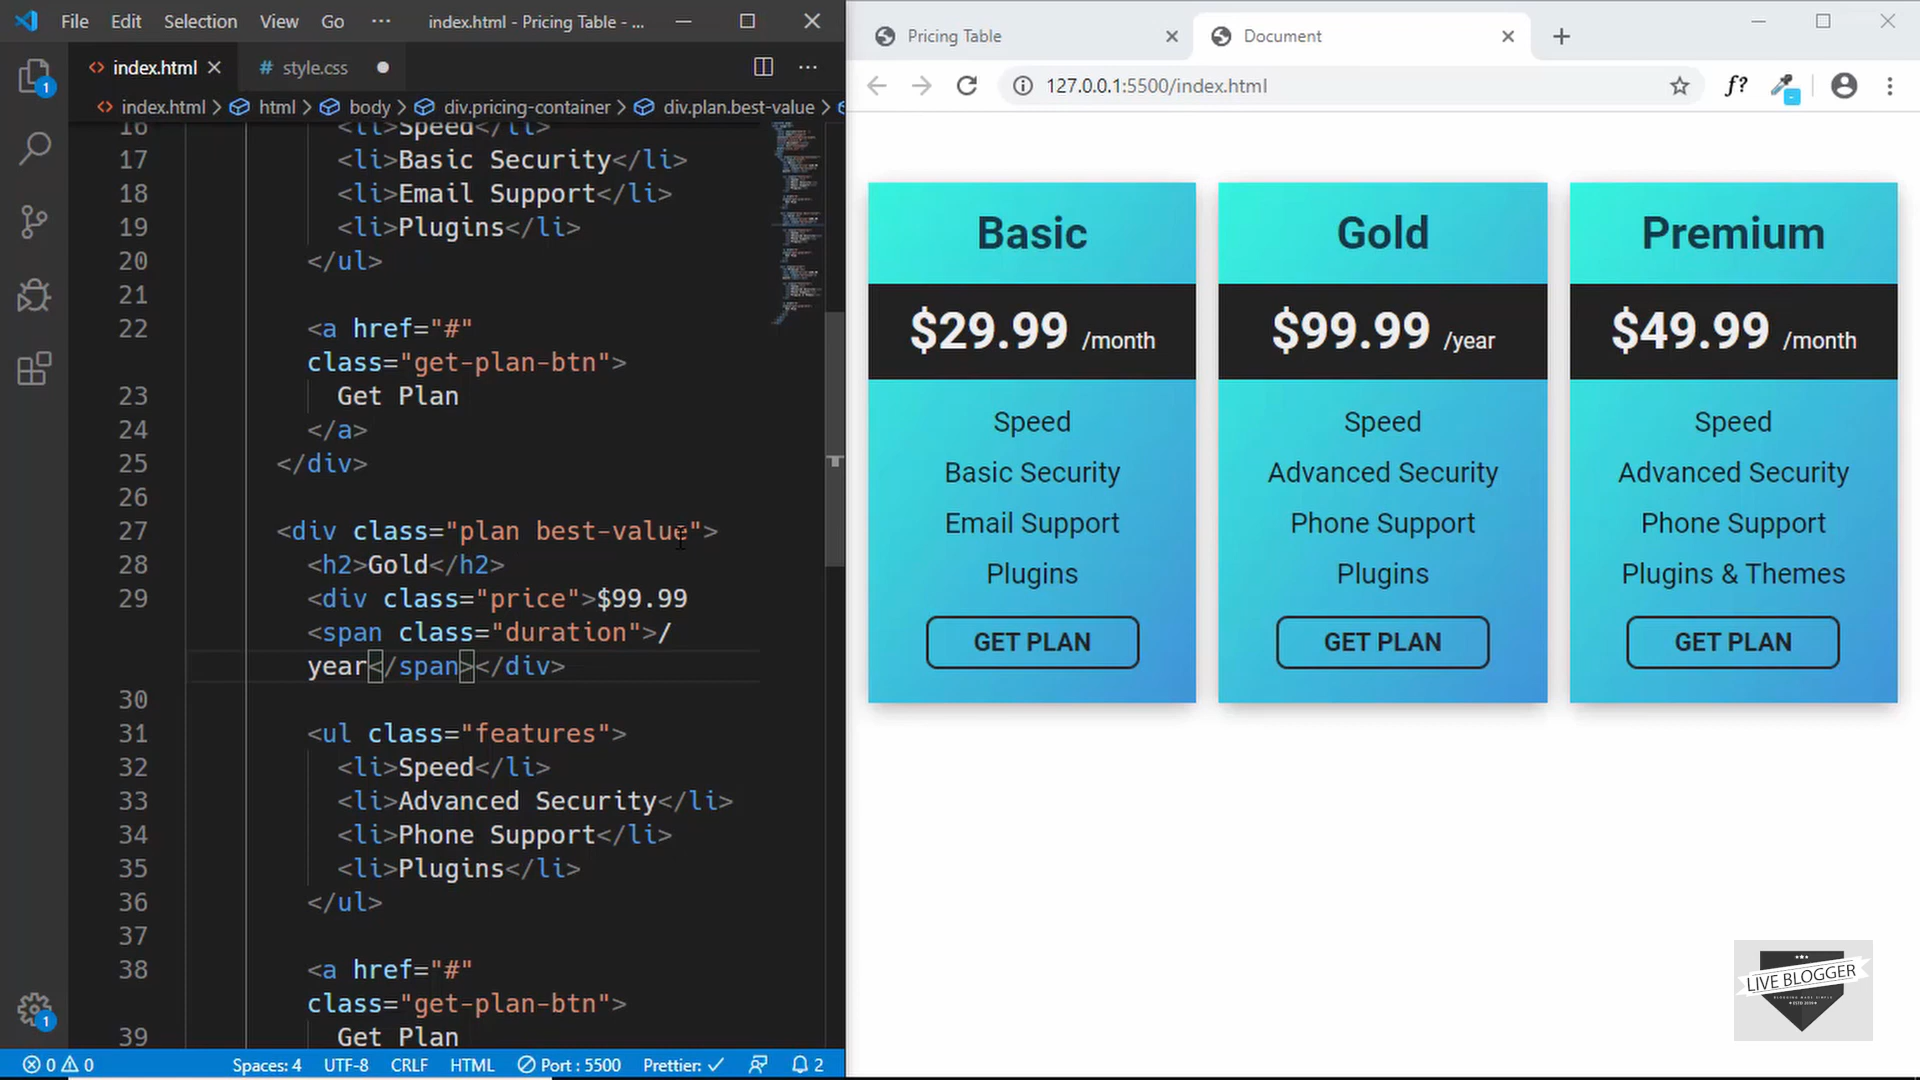 File Edit Selection View Go ··· index.html - Pricing Table - ...
index.html
# style.css
index.html > html > body > div.pricing-container > div.plan.best-value >
16 <li>Speed</li>
17 <li>Basic Security</li>
18 <li>Email Support</li>
19 <li>Plugins</li>
20 </ul>
21
22 <a href="#"
class="get-plan-btn">
23 Get Plan
24 </a>
25 </div>
26
27 <div class="plan best-value">
28 <h2>Gold</h2>
29 <div class="price">$99.99
<span class="duration">/
year</span></div>
30
31 <ul class="features">
32 <li>Speed</li>
33 <li>Advanced Security</li>
34 <li>Phone Support</li>
35 <li>Plugins</li>
36 </ul>
37
38 <a href="#"
class="get-plan-btn">
39 Get Plan
1
1
0 0 Spaces: 4 UTF-8 CRLF HTML Port : 5500 Prettier: ✓ 2
Pricing Table
Document
127.0.0.1:5500/index.html
f?
Basic
$29.99 /month
Speed
Basic Security
Email Support
Plugins
GET PLAN
Gold
$99.99 /year
Speed
Advanced Security
Phone Support
Plugins
GET PLAN
Premium
$49.99 /month
Speed
Advanced Security
Phone Support
Plugins & Themes
GET PLAN
LIVE BLOGGER